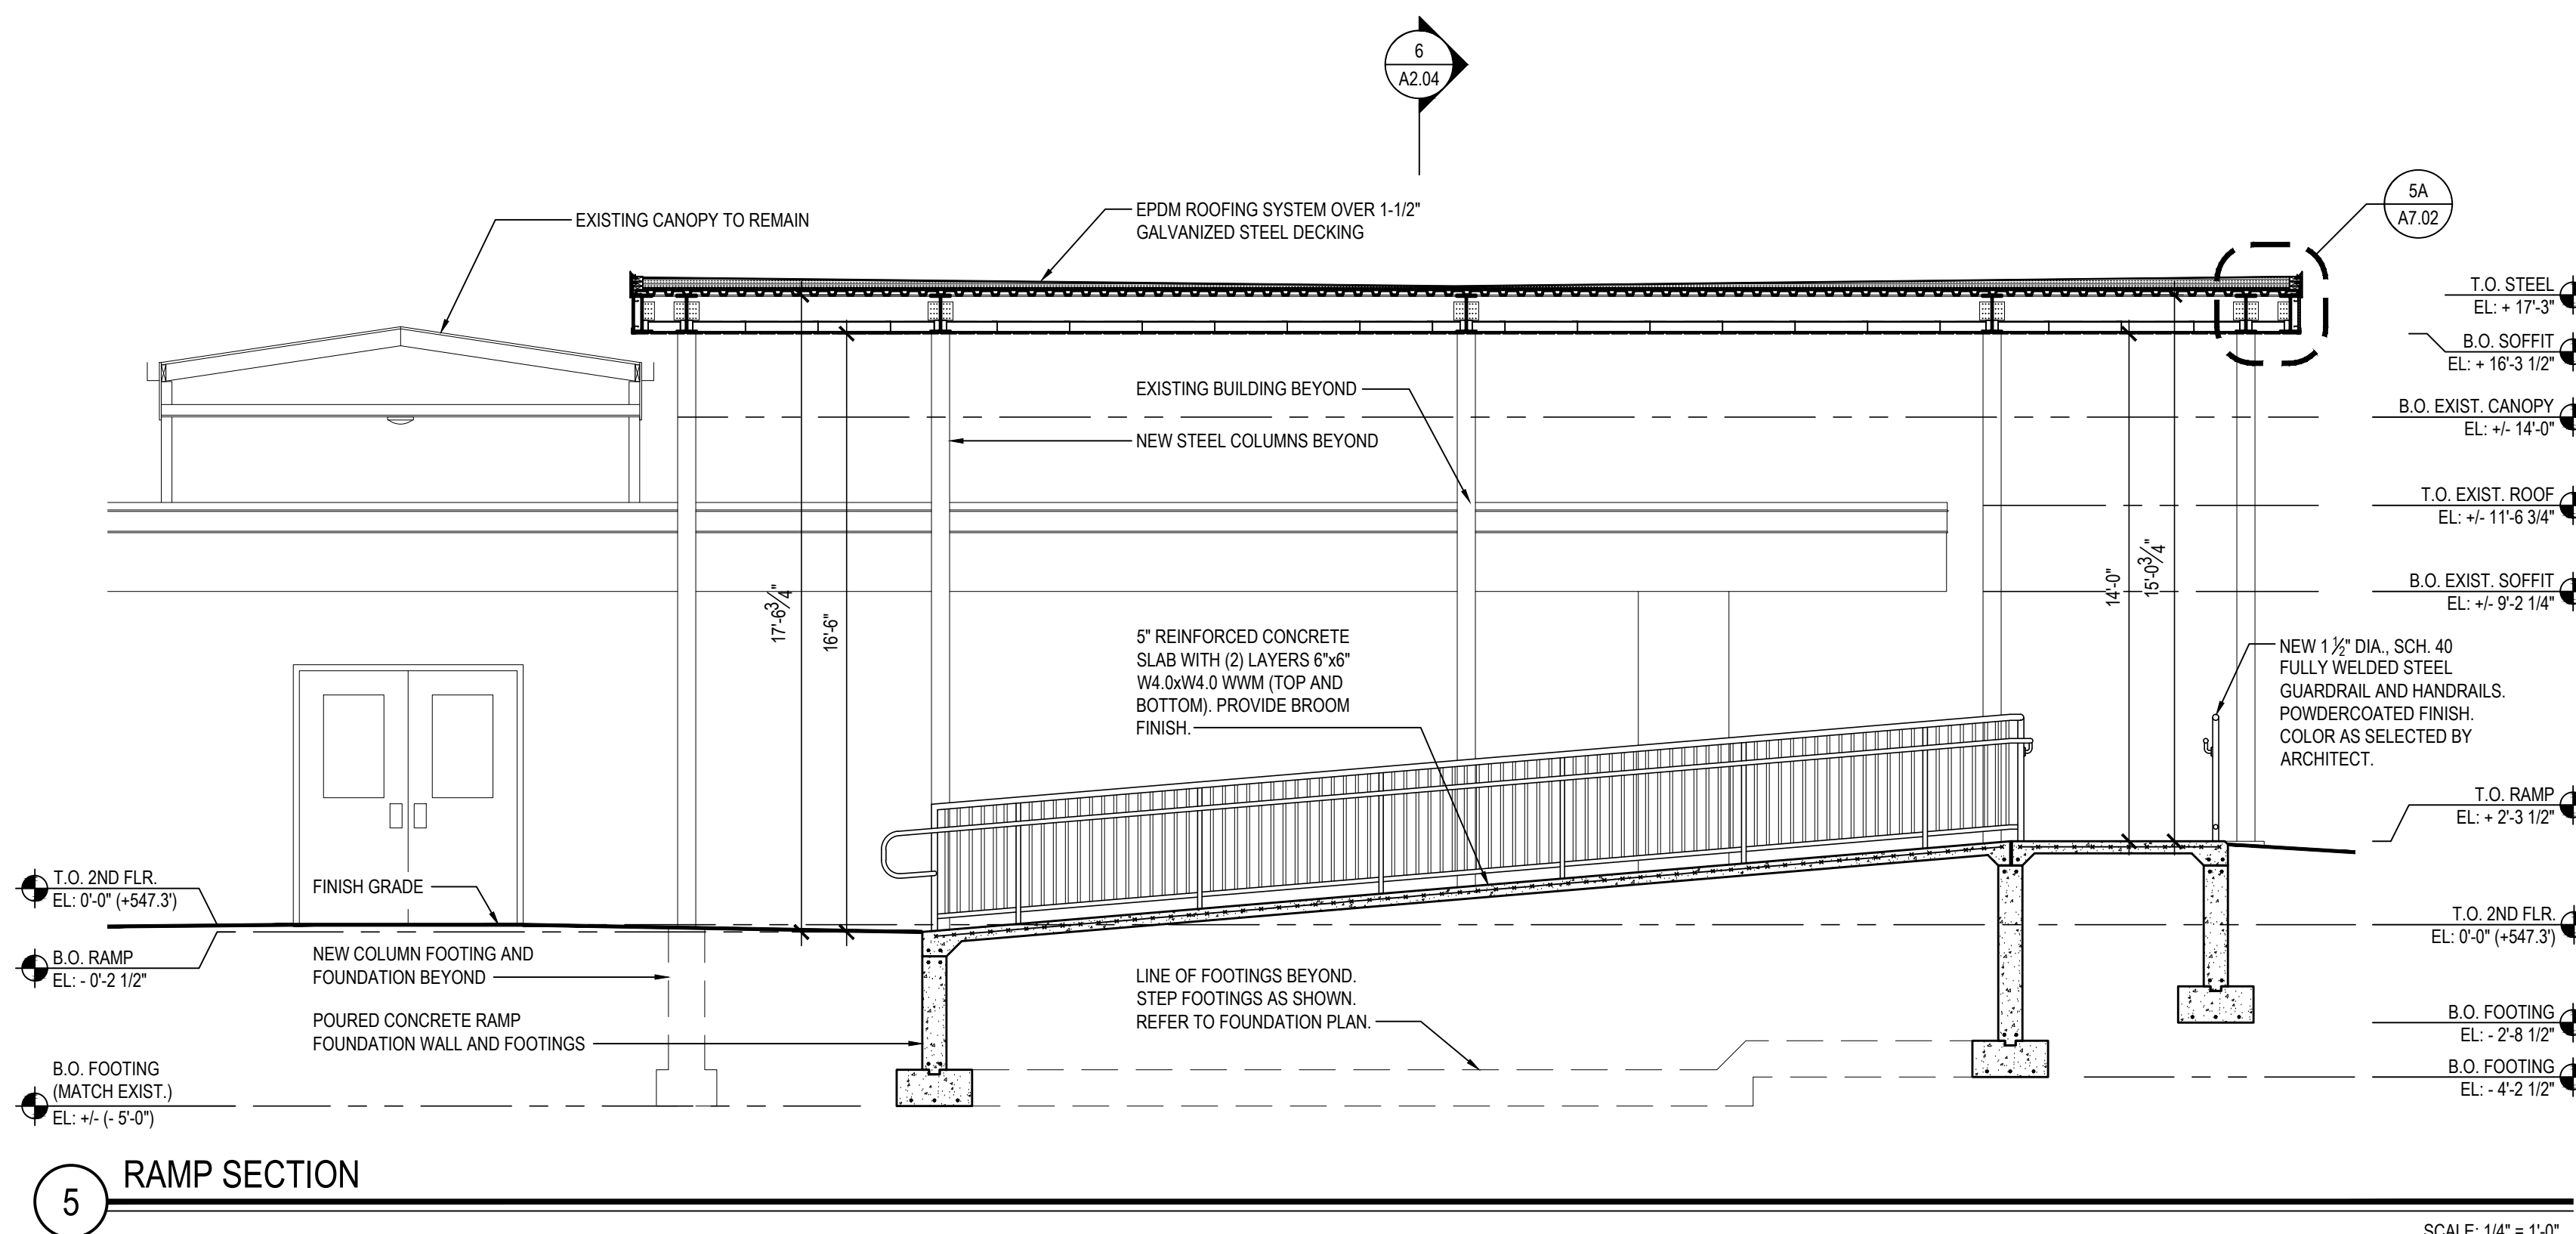 6
A2.04
5A
A7.02
EXISTING CANOPY TO REMAIN
EPDM ROOFING SYSTEM OVER 1-1/2"
GALVANIZED STEEL DECKING
T.O. STEEL
EL: + 17'-3"
B.O. SOFFIT
EL: + 16'-3 1/2"
EXISTING BUILDING BEYOND
B.O. EXIST. CANOPY
EL: +/- 14'-0"
NEW STEEL COLUMNS BEYOND
T.O. EXIST. ROOF
EL: +/- 11'-6 3/4"
17'-6 3/4"
16'-6"
14'-0"
15'-0 3/4"
B.O. EXIST. SOFFIT
EL: +/- 9'-2 1/4"
5" REINFORCED CONCRETE
SLAB WITH (2) LAYERS 6"x6"
W4.0xW4.0 WWM (TOP AND
BOTTOM). PROVIDE BROOM
FINISH.
NEW 1 1/2" DIA., SCH. 40
FULLY WELDED STEEL
GUARDRAIL AND HANDRAILS.
POWDERCOATED FINISH.
COLOR AS SELECTED BY
ARCHITECT.
T.O. RAMP
EL: + 2'-3 1/2"
T.O. 2ND FLR.
EL: 0'-0" (+547.3')
FINISH GRADE
T.O. 2ND FLR.
EL: 0'-0" (+547.3')
B.O. RAMP
EL: - 0'-2 1/2"
NEW COLUMN FOOTING AND
FOUNDATION BEYOND
LINE OF FOOTINGS BEYOND.
STEP FOOTINGS AS SHOWN.
REFER TO FOUNDATION PLAN.
POURED CONCRETE RAMP
FOUNDATION WALL AND FOOTINGS
B.O. FOOTING
EL: - 2'-8 1/2"
B.O. FOOTING
(MATCH EXIST.)
EL: +/- (- 5'-0")
B.O. FOOTING
EL: - 4'-2 1/2"
5
RAMP SECTION
SCALE: 1/4" = 1'-0"